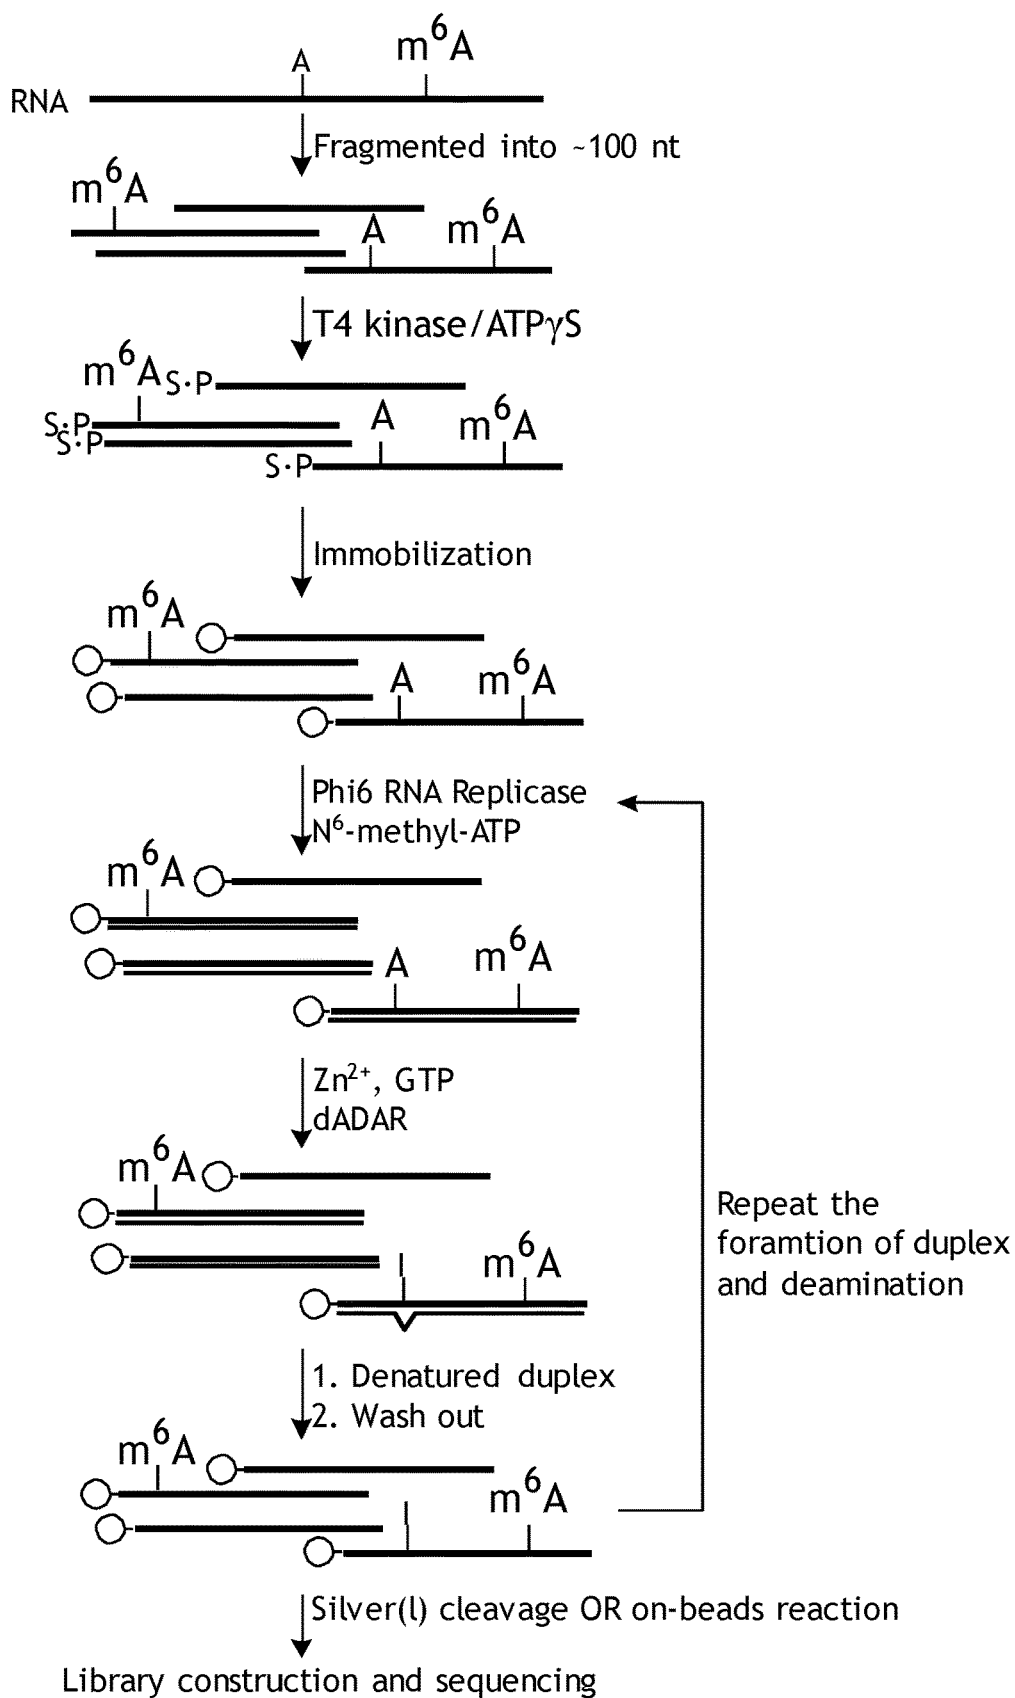 A
m⁶A
RNA
Fragmented into ~100 nt
m⁶A
A
m⁶A
T4 kinase/ATPγS
m⁶A
S·P
S·P
A
m⁶A
S·P
S·P
Immobilization
m⁶A
A
m⁶A
Phi6 RNA Replicase
N⁶-methyl-ATP
m⁶A
A
m⁶A
Zn²⁺, GTP
dADAR
m⁶A
I
m⁶A
Repeat the
foramtion of duplex
and deamination
1. Denatured duplex
2. Wash out
m⁶A
I
m⁶A
Silver(I) cleavage OR on-beads reaction
Library construction and sequencing